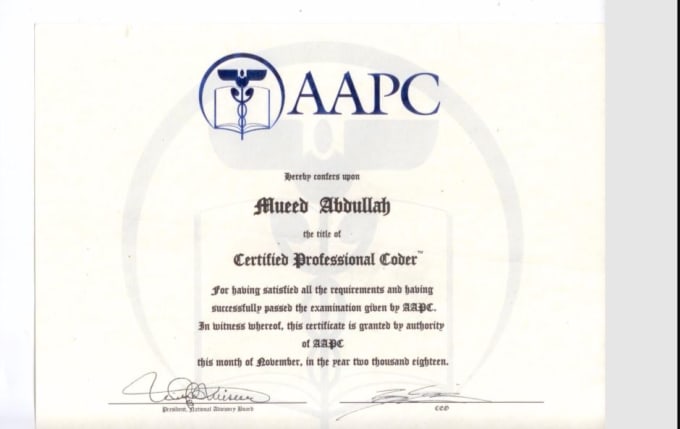 AAPC
Hereby confers upon
Mueed Abdullah
the title of
Certified Professional Coder™
For having satisfied all the requirements and having
successfully passed the examination given by AAPC.
In witness whereof, this certificate is granted by authority
of AAPC
this month of November, in the year two thousand eighteen.
President, National Advisory Board
CEO